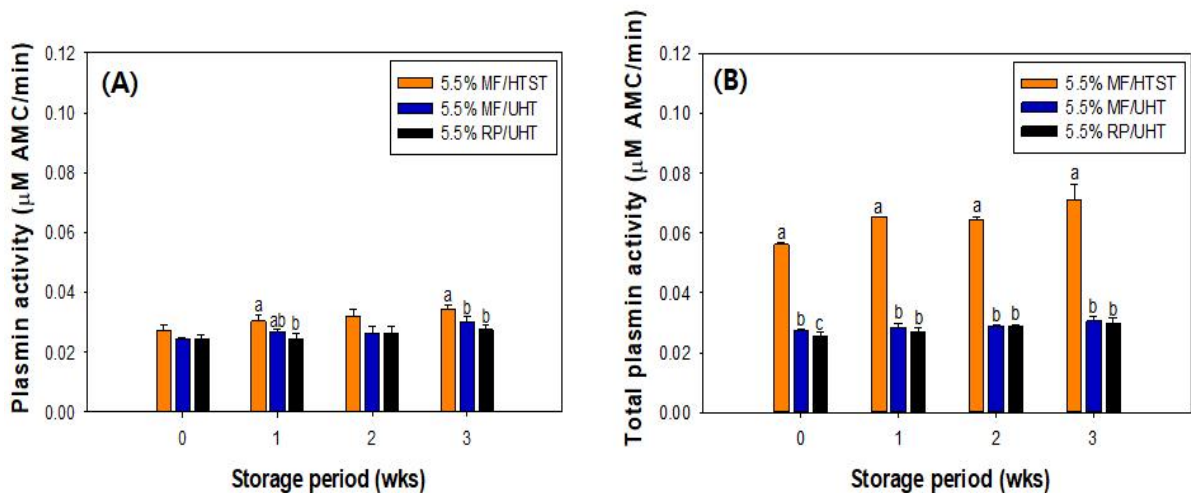 (A)
5.5% MF/HTST
5.5% MF/UHT
5.5% RP/UHT
Plasmin activity (μM AMC/min)
0.12
0.10
0.08
0.06
0.04
0.02
0.00
a
ab
b
a
b
b
0 1 2 3
Storage period (wks)
(B)
5.5% MF/HTST
5.5% MF/UHT
5.5% RP/UHT
Total plasmin activity (μM AMC/min)
0.12
0.10
0.08
0.06
0.04
0.02
0.00
a
b
c
a
b
b
a
b
b
a
b
b
0 1 2 3
Storage period (wks)